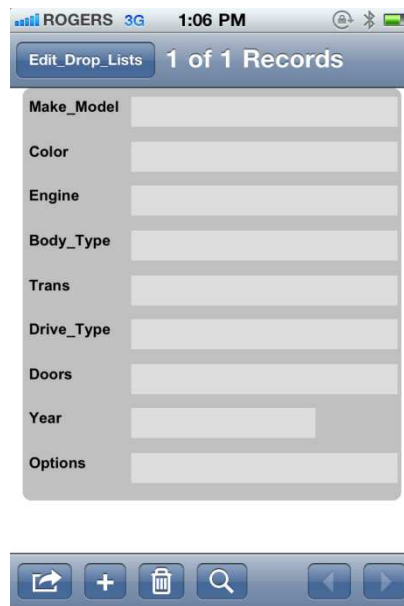 ROGERS 3G 1:06 PM
Edit_Drop_Lists 1 of 1 Records
Make_Model
Color
Engine
Body_Type
Trans
Drive_Type
Doors
Year
Options